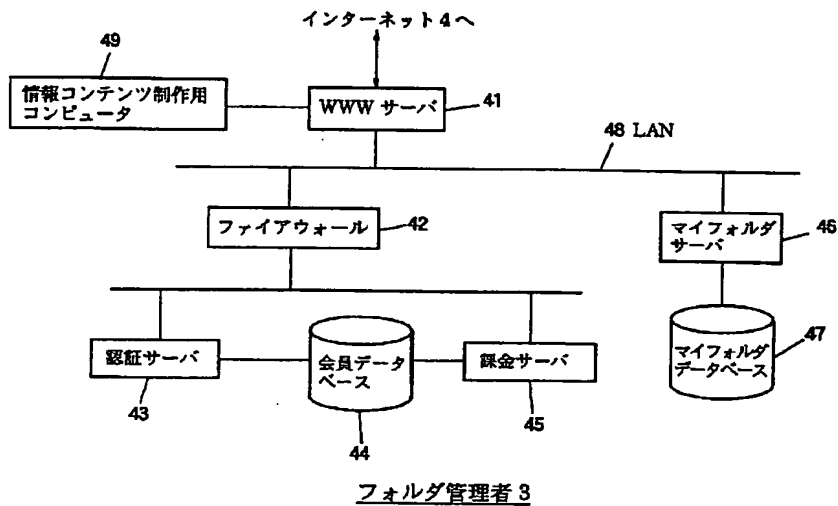 インターネット4へ
49
情報コンテンツ制作用
コンピュータ
WWW サーバ
41
48 LAN
ファイアウォール
42
マイフォルダ
サーバ
46
認証サーバ
43
会員データ
ベース
44
課金サーバ
45
マイフォルダ
データベース
47
フォルダ管理者 3